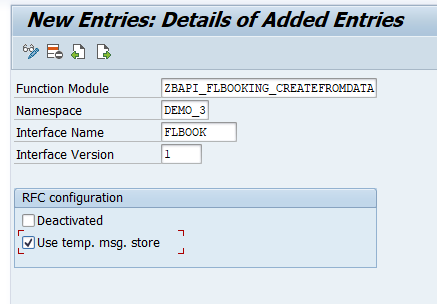 New Entries: Details of Added Entries
Function Module ZBAPI_FLBOOKING_CREATEFROMDATA
Namespace DEMO_3
Interface Name FLBOOK
Interface Version 1
RFC configuration
Deactivated
Use temp. msg. store